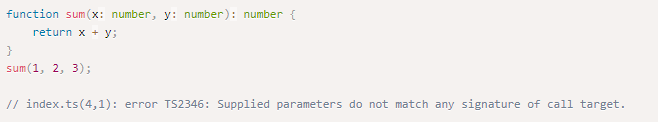 function sum(x: number, y: number): number {
    return x + y;
}
sum(1, 2, 3);
// index.ts(4,1): error TS2346: Supplied parameters do not match any signature of call target.